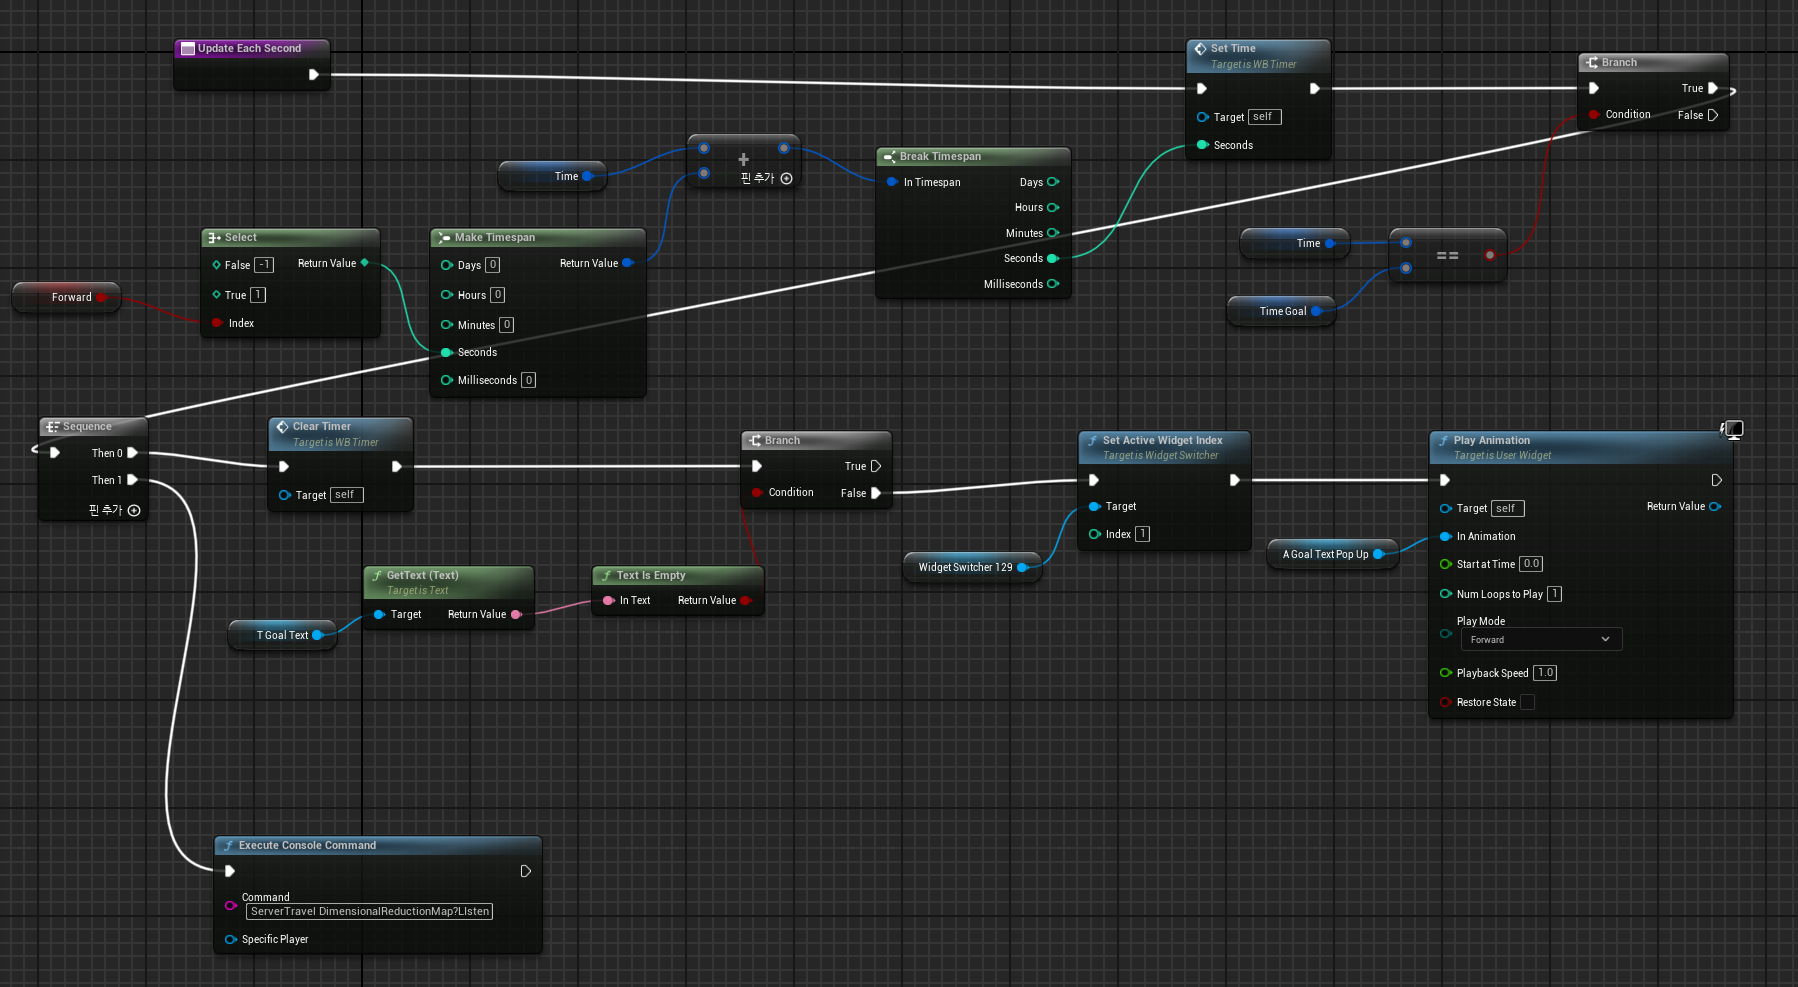 Update Each Second
Set Time
Target is WB Timer
Target self
Seconds
Branch
True
Condition
False
Time
+
핀 추가
Break Timespan
In Timespan
Days
Hours
Minutes
Seconds
Milliseconds
Select
False -1
Return Value
True 1
Index
Forward
Make Timespan
Days 0
Return Value
Hours 0
Minutes 0
Seconds
Milliseconds 0
Time
==
Time Goal
Sequence
Then 0
Then 1
핀 추가
Clear Timer
Target is WB Timer
Target self
Branch
True
Condition
False
Set Active Widget Index
Target is Widget Switcher
Target
Index 1
Play Animation
Target is User Widget
Target self
Return Value
In Animation
Start at Time 0.0
Num Loops to Play 1
Play Mode
Forward
Playback Speed 1.0
Restore State
Widget Switcher 129
A Goal Text Pop Up
GetText (Text)
Target is Text
Target
Return Value
Text Is Empty
In Text
Return Value
T Goal Text
Execute Console Command
Command
ServerTravel DimensionalReductionMap?LIsten
Specific Player